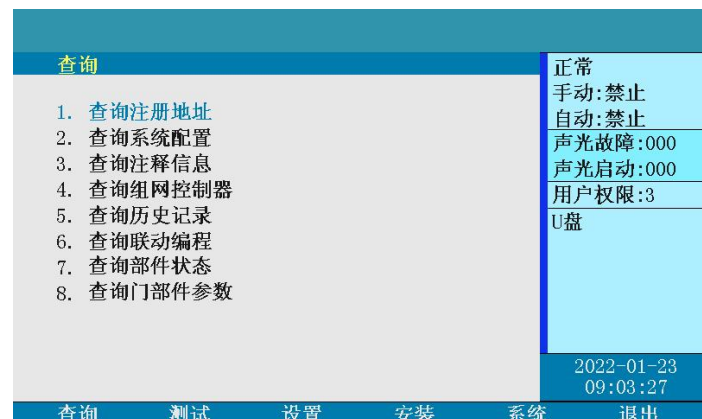 查询
1. 查询注册地址
2. 查询系统配置
3. 查询注释信息
4. 查询组网控制器
5. 查询历史记录
6. 查询联动编程
7. 查询部件状态
8. 查询门部件参数
正常
手动:禁止
自动:禁止
声光故障:000
声光启动:000
用户权限:3
U盘
2022-01-23
09:03:27
查询 测试 设置 安装 系统 退出